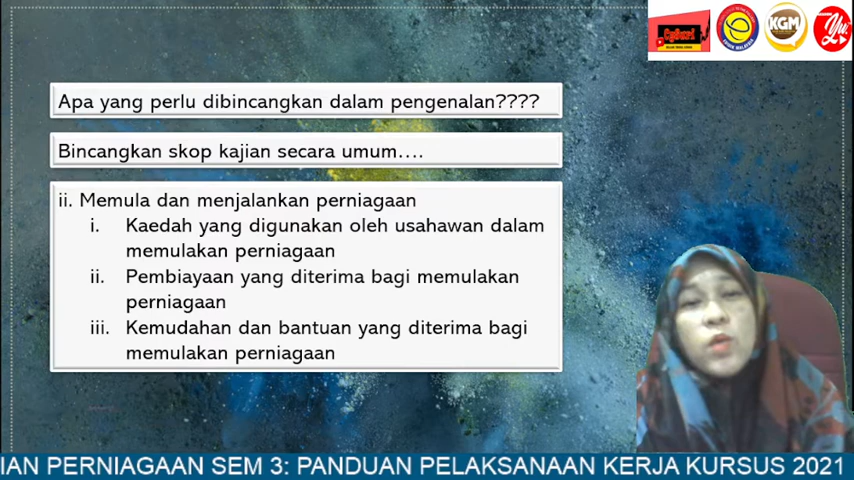 KGM
Apa yang perlu dibincangkan dalam pengenalan????
Bincangkan skop kajian secara umum....
ii. Memula dan menjalankan perniagaan
i. Kaedah yang digunakan oleh usahawan dalam
memulakan perniagaan
ii. Pembiayaan yang diterima bagi memulakan
perniagaan
iii. Kemudahan dan bantuan yang diterima bagi
memulakan perniagaan
IAN PERNIAGAAN SEM 3: PANDUAN PELAKSANAAN KERJA KURSUS 2021